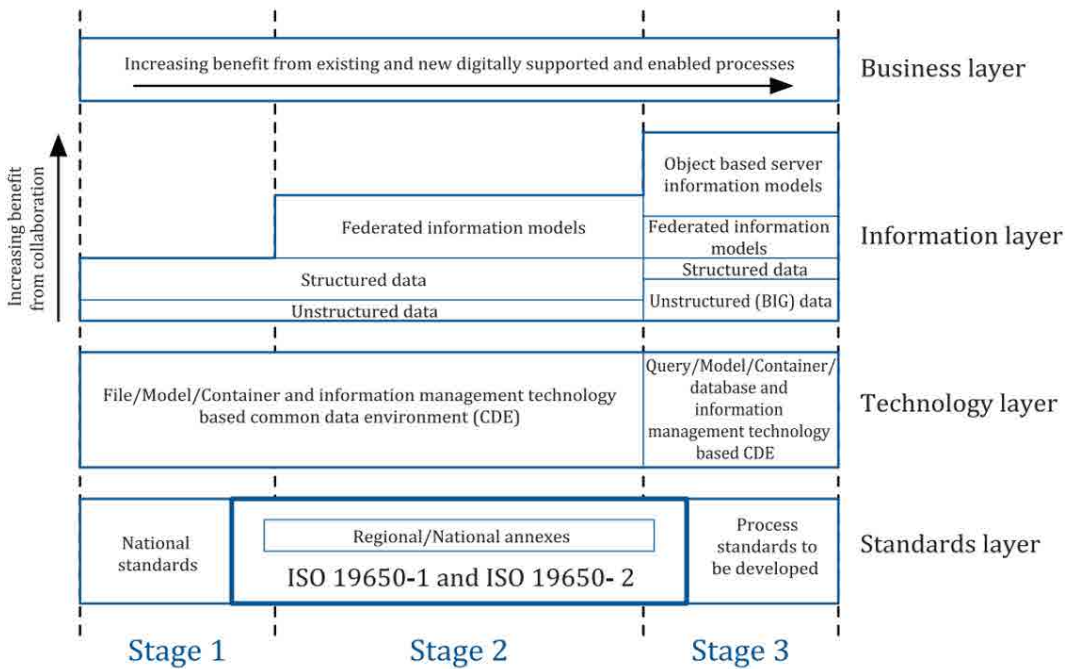 Increasing benefit from existing and new digitally supported and enabled processes
Business layer
Increasing benefit
from collaboration
Object based server
information models
Federated information models
Federated information
models
Structured data
Structured data
Unstructured data
Unstructured (BIG) data
Information layer
File/Model/Container and information management technology
based common data environment (CDE)
Query/Model/Container/
database and
information
management technology
based CDE
Technology layer
National
standards
Regional/National annexes
ISO 19650-1 and ISO 19650- 2
Process
standards to
be developed
Standards layer
Stage 1
Stage 2
Stage 3